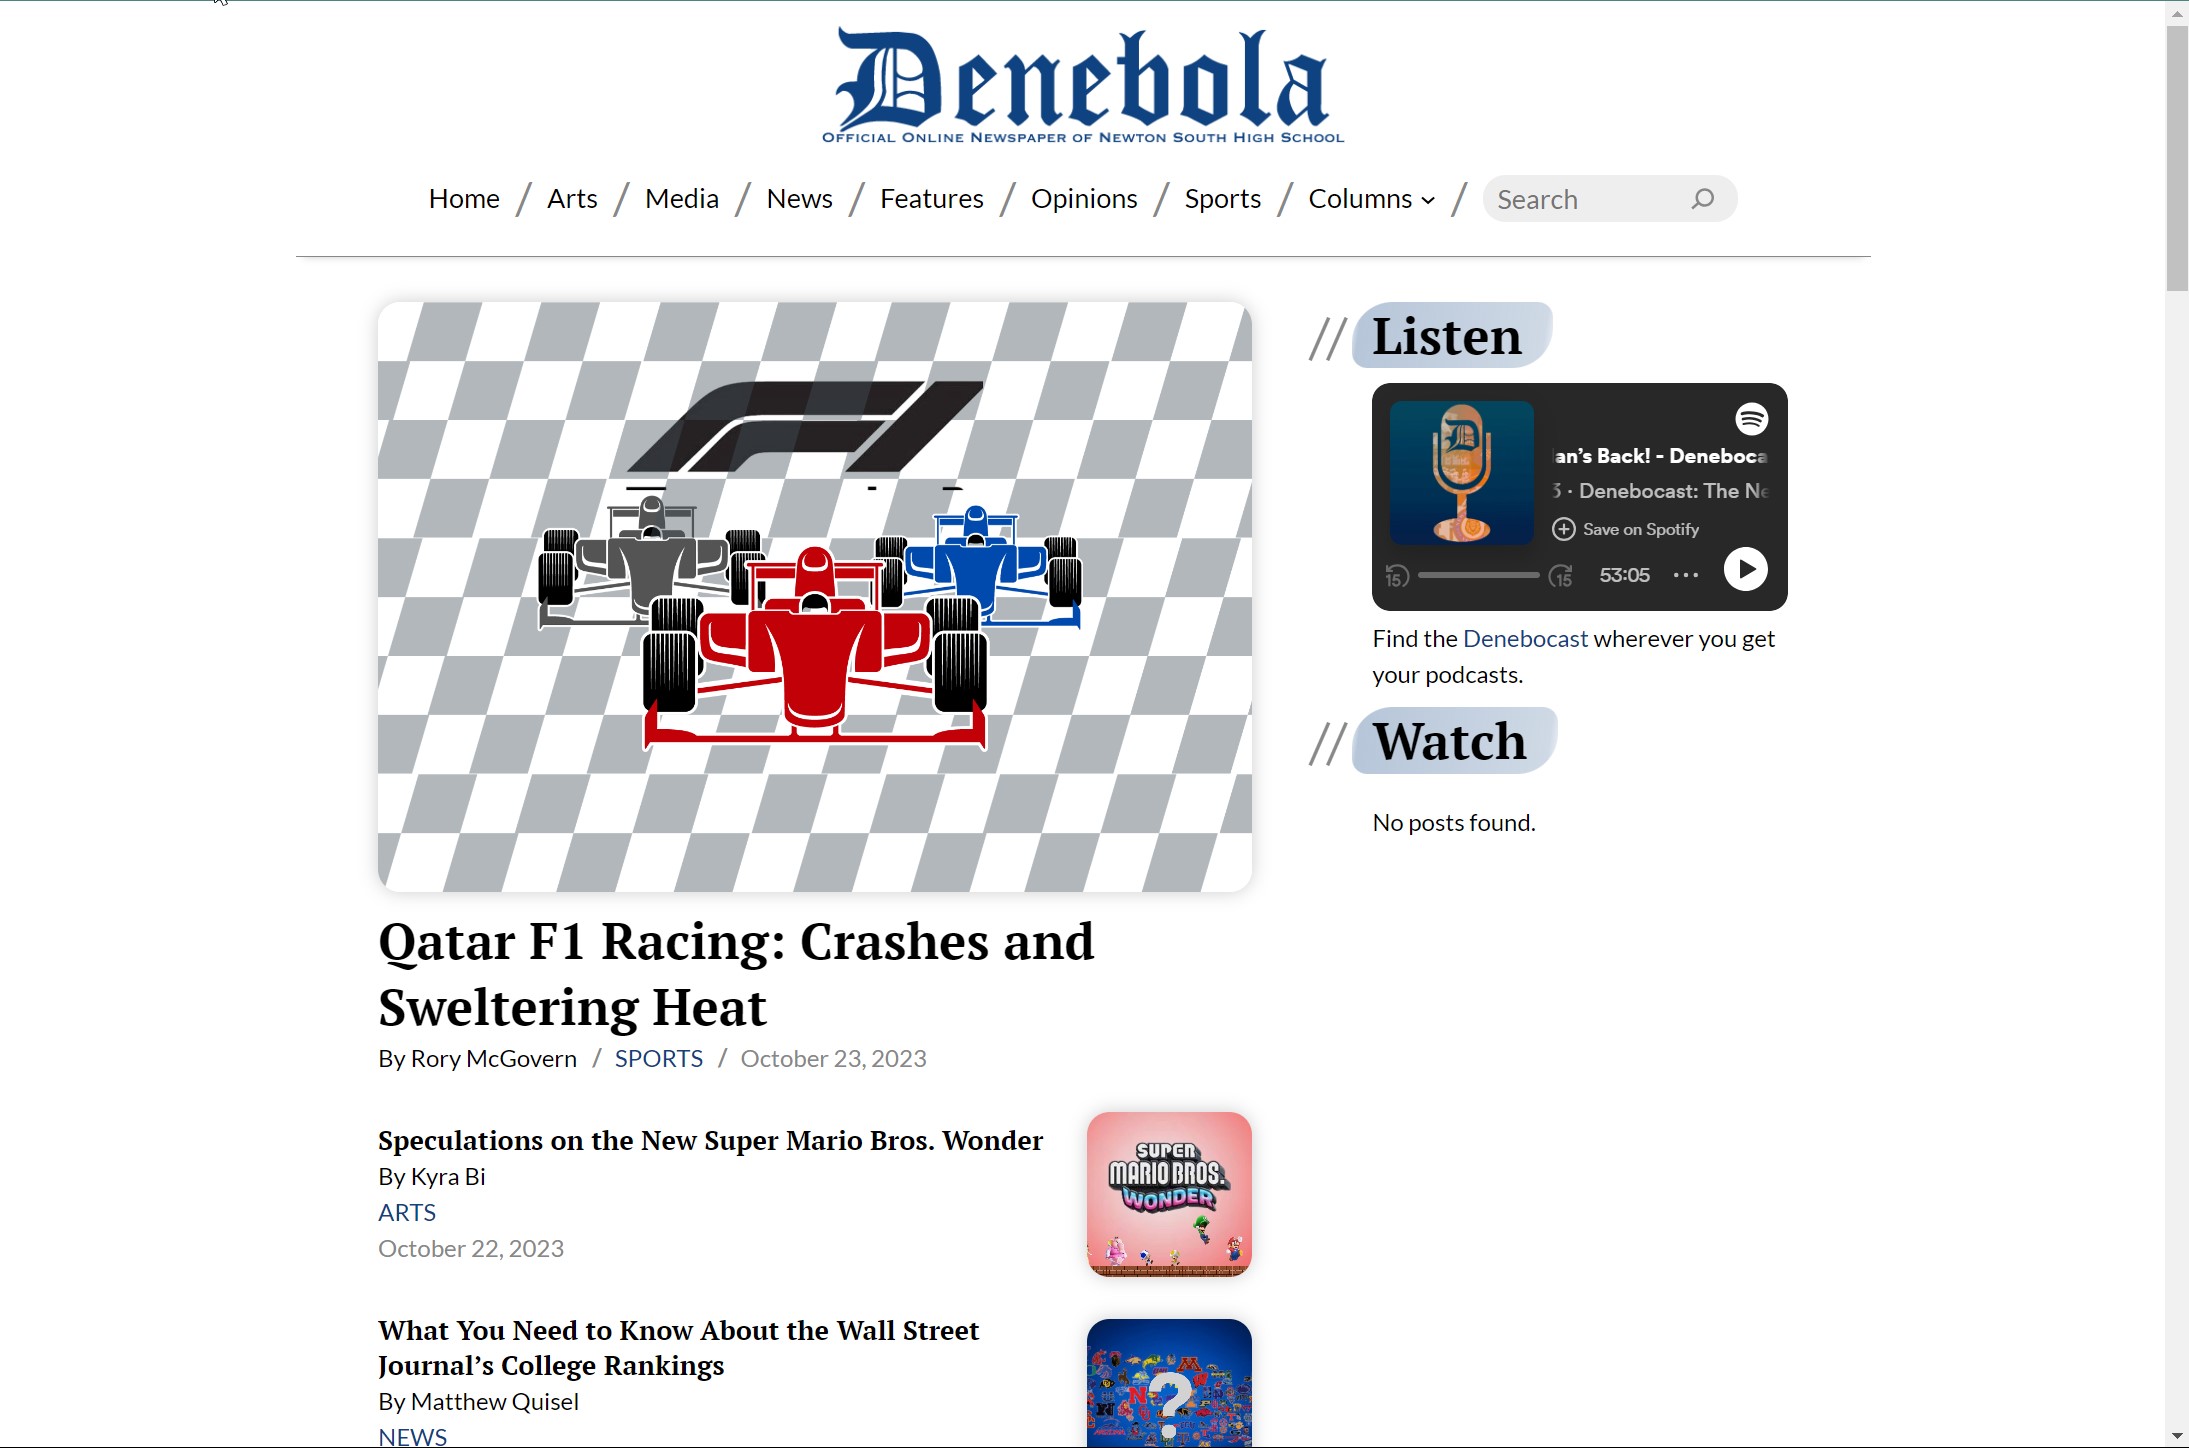 Denebola
OFFICIAL ONLINE NEWSPAPER OF NEWTON SOUTH HIGH SCHOOL
Home / Arts / Media / News / Features / Opinions / Sports / Columns / Search
F1
Qatar F1 Racing: Crashes and
Sweltering Heat
By Rory McGovern / SPORTS / October 23, 2023
Speculations on the New Super Mario Bros. Wonder
By Kyra Bi
ARTS
October 22, 2023
SUPER
MARIO BROS.
WONDER
What You Need to Know About the Wall Street
Journal’s College Rankings
By Matthew Quisel
NEWS
?
// Listen
D
an’s Back! - Deneboca
3 · Denebocast: The Ne
Save on Spotify
15
15
53:05
Find the Denebocast wherever you get
your podcasts.
// Watch
No posts found.